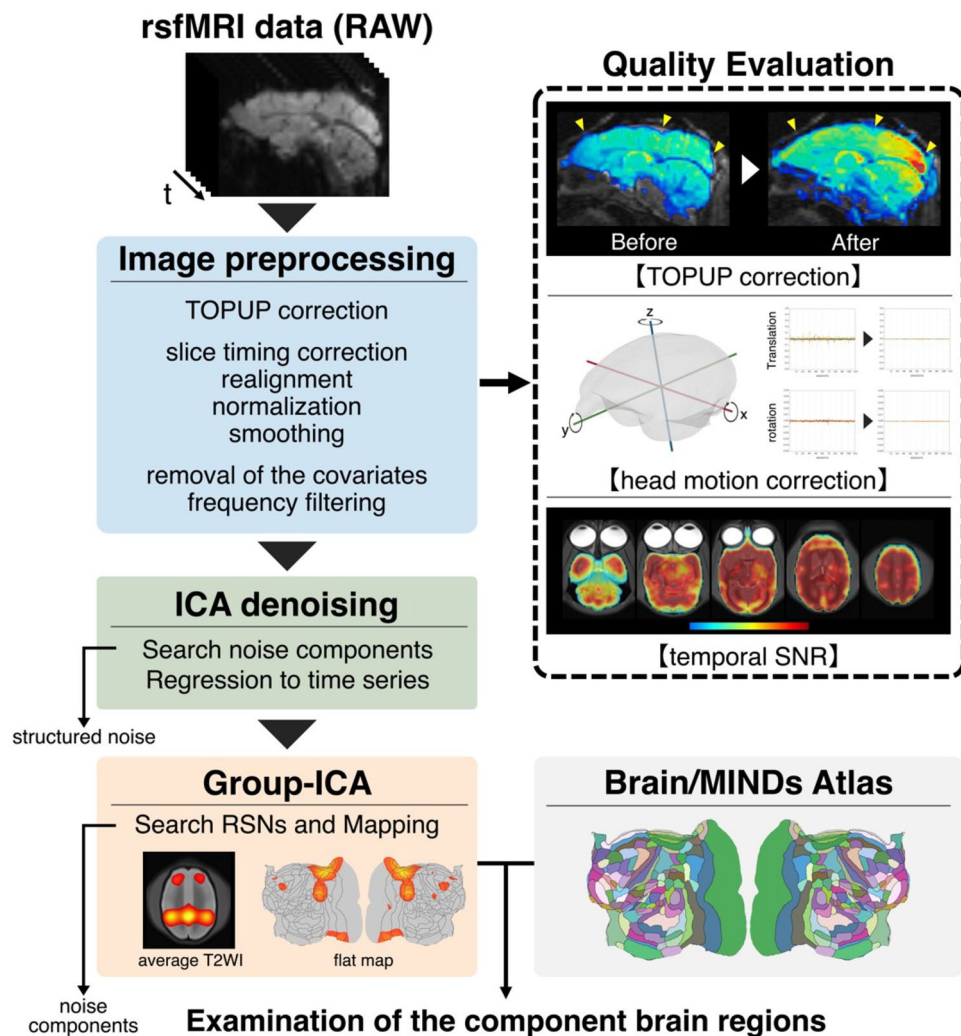 rsfMRI data (RAW)
t
Image preprocessing
TOPUP correction
slice timing correction
realignment
normalization
smoothing
removal of the covariates
frequency filtering
Quality Evaluation
Before
After
【TOPUP correction】
z
x
y
Translation
rotation
【head motion correction】
【temporal SNR】
ICA denoising
Search noise components
Regression to time series
structured noise
Group-ICA
Search RSNs and Mapping
average T2WI
flat map
noise
components
Brain/MINDs Atlas
Examination of the component brain regions